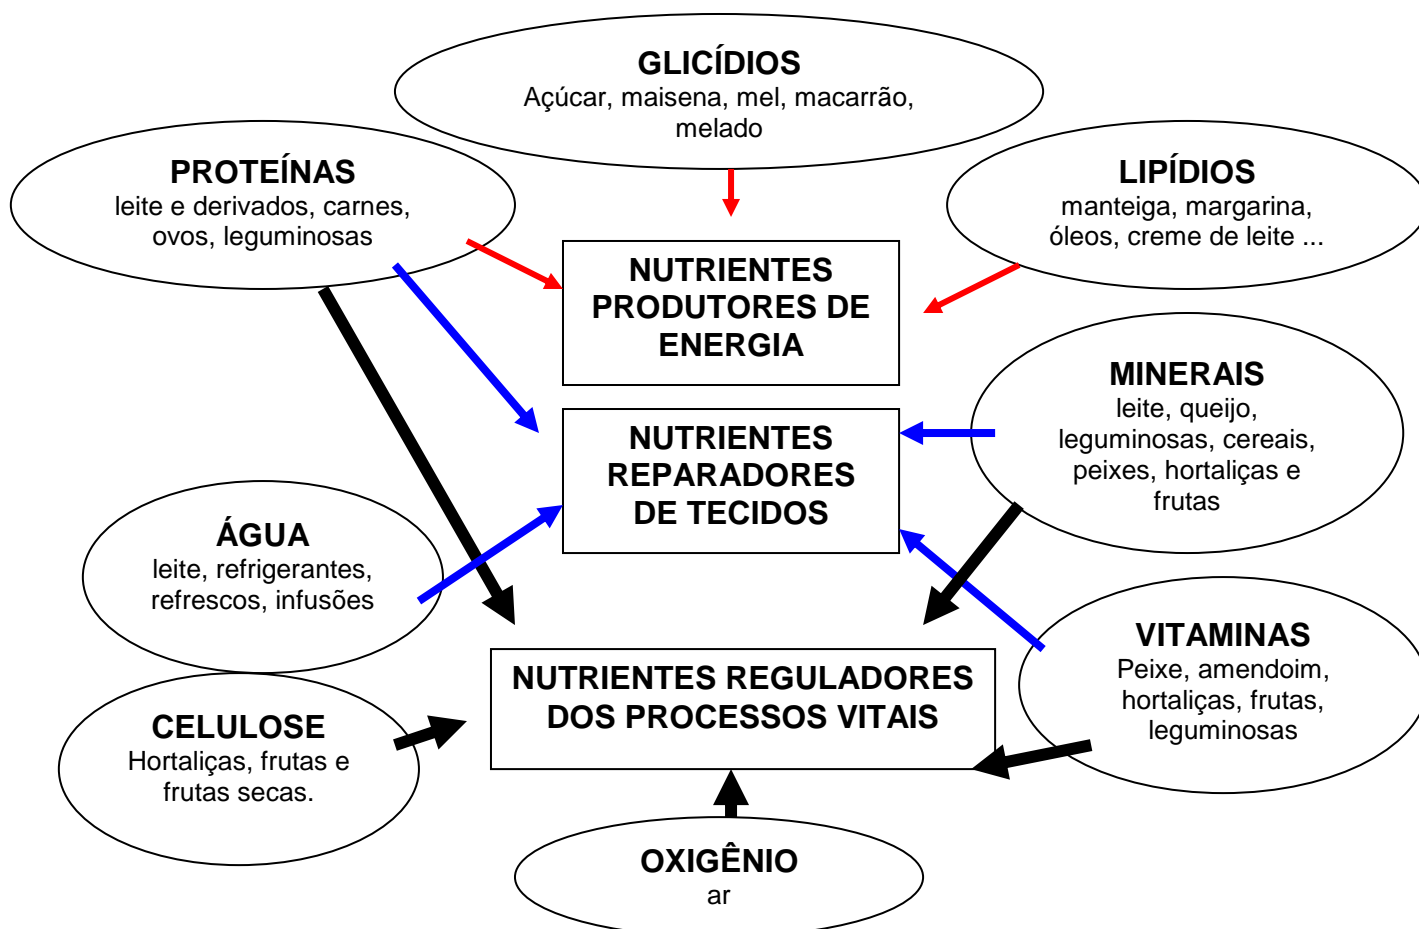 GLICÍDIOS
Açúcar, maisena, mel, macarrão,
melado
PROTEÍNAS
leite e derivados, carnes,
ovos, leguminosas
LIPÍDIOS
manteiga, margarina,
óleos, creme de leite ...
NUTRIENTES
PRODUTORES DE
ENERGIA
MINERAIS
leite, queijo,
leguminosas, cereais,
peixes, hortaliças e
frutas
NUTRIENTES
REPARADORES
DE TECIDOS
ÁGUA
leite, refrigerantes,
refrescos, infusões
VITAMINAS
Peixe, amendoim,
hortaliças, frutas,
leguminosas
NUTRIENTES REGULADORES
DOS PROCESSOS VITAIS
CELULOSE
Hortaliças, frutas e
frutas secas.
OXIGÊNIO
ar